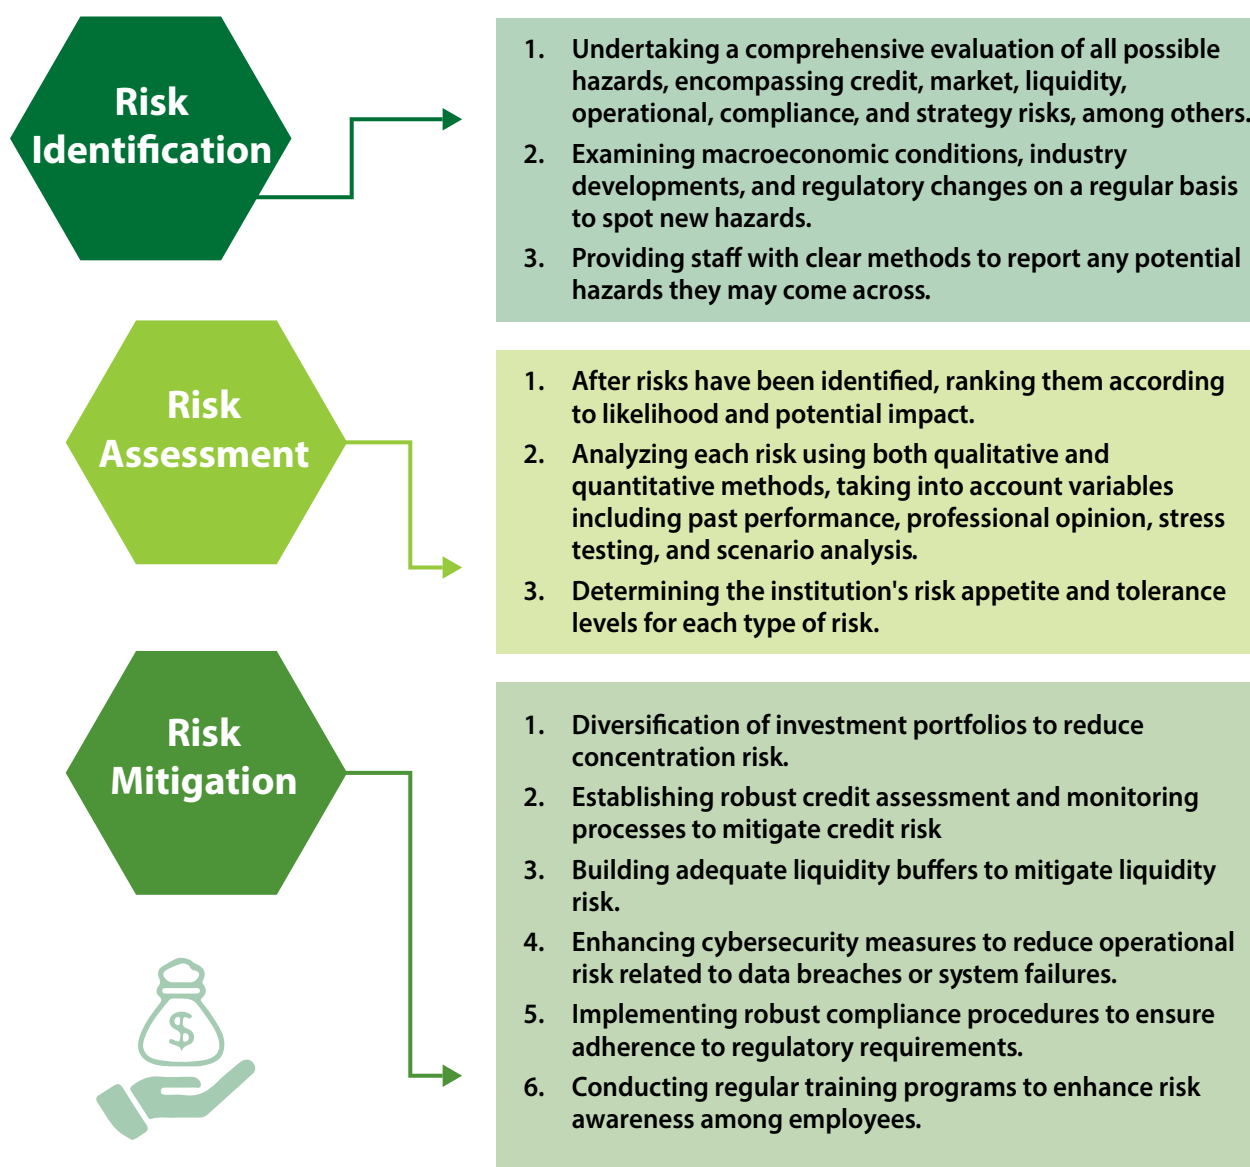 Risk
Identification
1. Undertaking a comprehensive evaluation of all possible
hazards, encompassing credit, market, liquidity,
operational, compliance, and strategy risks, among others.
2. Examining macroeconomic conditions, industry
developments, and regulatory changes on a regular basis
to spot new hazards.
3. Providing staff with clear methods to report any potential
hazards they may come across.
Risk
Assessment
1. After risks have been identified, ranking them according
to likelihood and potential impact.
2. Analyzing each risk using both qualitative and
quantitative methods, taking into account variables
including past performance, professional opinion, stress
testing, and scenario analysis.
3. Determining the institution's risk appetite and tolerance
levels for each type of risk.
Risk
Mitigation
1. Diversification of investment portfolios to reduce
concentration risk.
2. Establishing robust credit assessment and monitoring
processes to mitigate credit risk
3. Building adequate liquidity buffers to mitigate liquidity
risk.
4. Enhancing cybersecurity measures to reduce operational
risk related to data breaches or system failures.
5. Implementing robust compliance procedures to ensure
adherence to regulatory requirements.
6. Conducting regular training programs to enhance risk
awareness among employees.
$